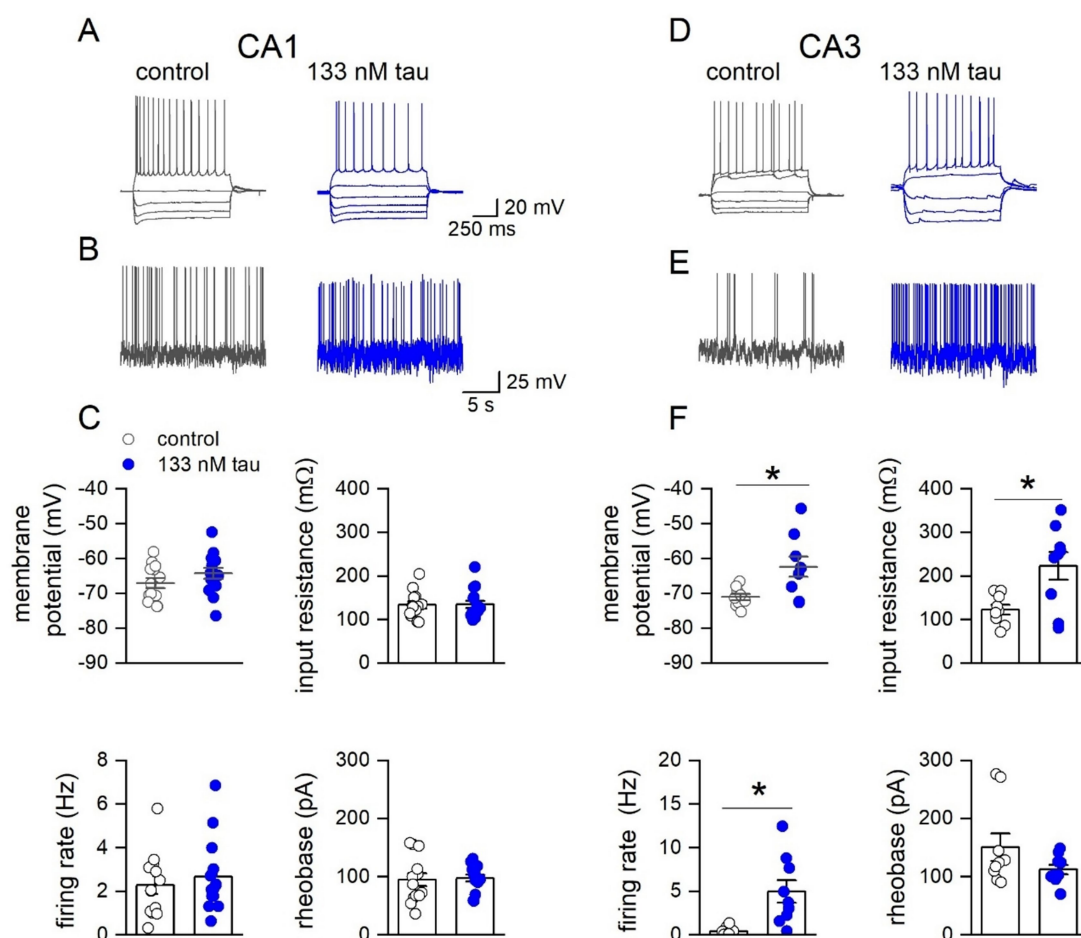 A
CA1
control
133 nM tau
20 mV
250 ms
B
25 mV
5 s
C
control
133 nM tau
membrane
potential (mV)
-40
-50
-60
-70
-80
-90
input resistance (mΩ)
400
300
200
100
0
firing rate (Hz)
8
6
4
2
0
rheobase (pA)
300
200
100
0
D
CA3
control
133 nM tau
E
F
membrane
potential (mV)
-40
-50
-60
-70
-80
-90
*
input resistance (mΩ)
400
300
200
100
0
*
firing rate (Hz)
20
15
10
5
0
*
rheobase (pA)
300
200
100
0